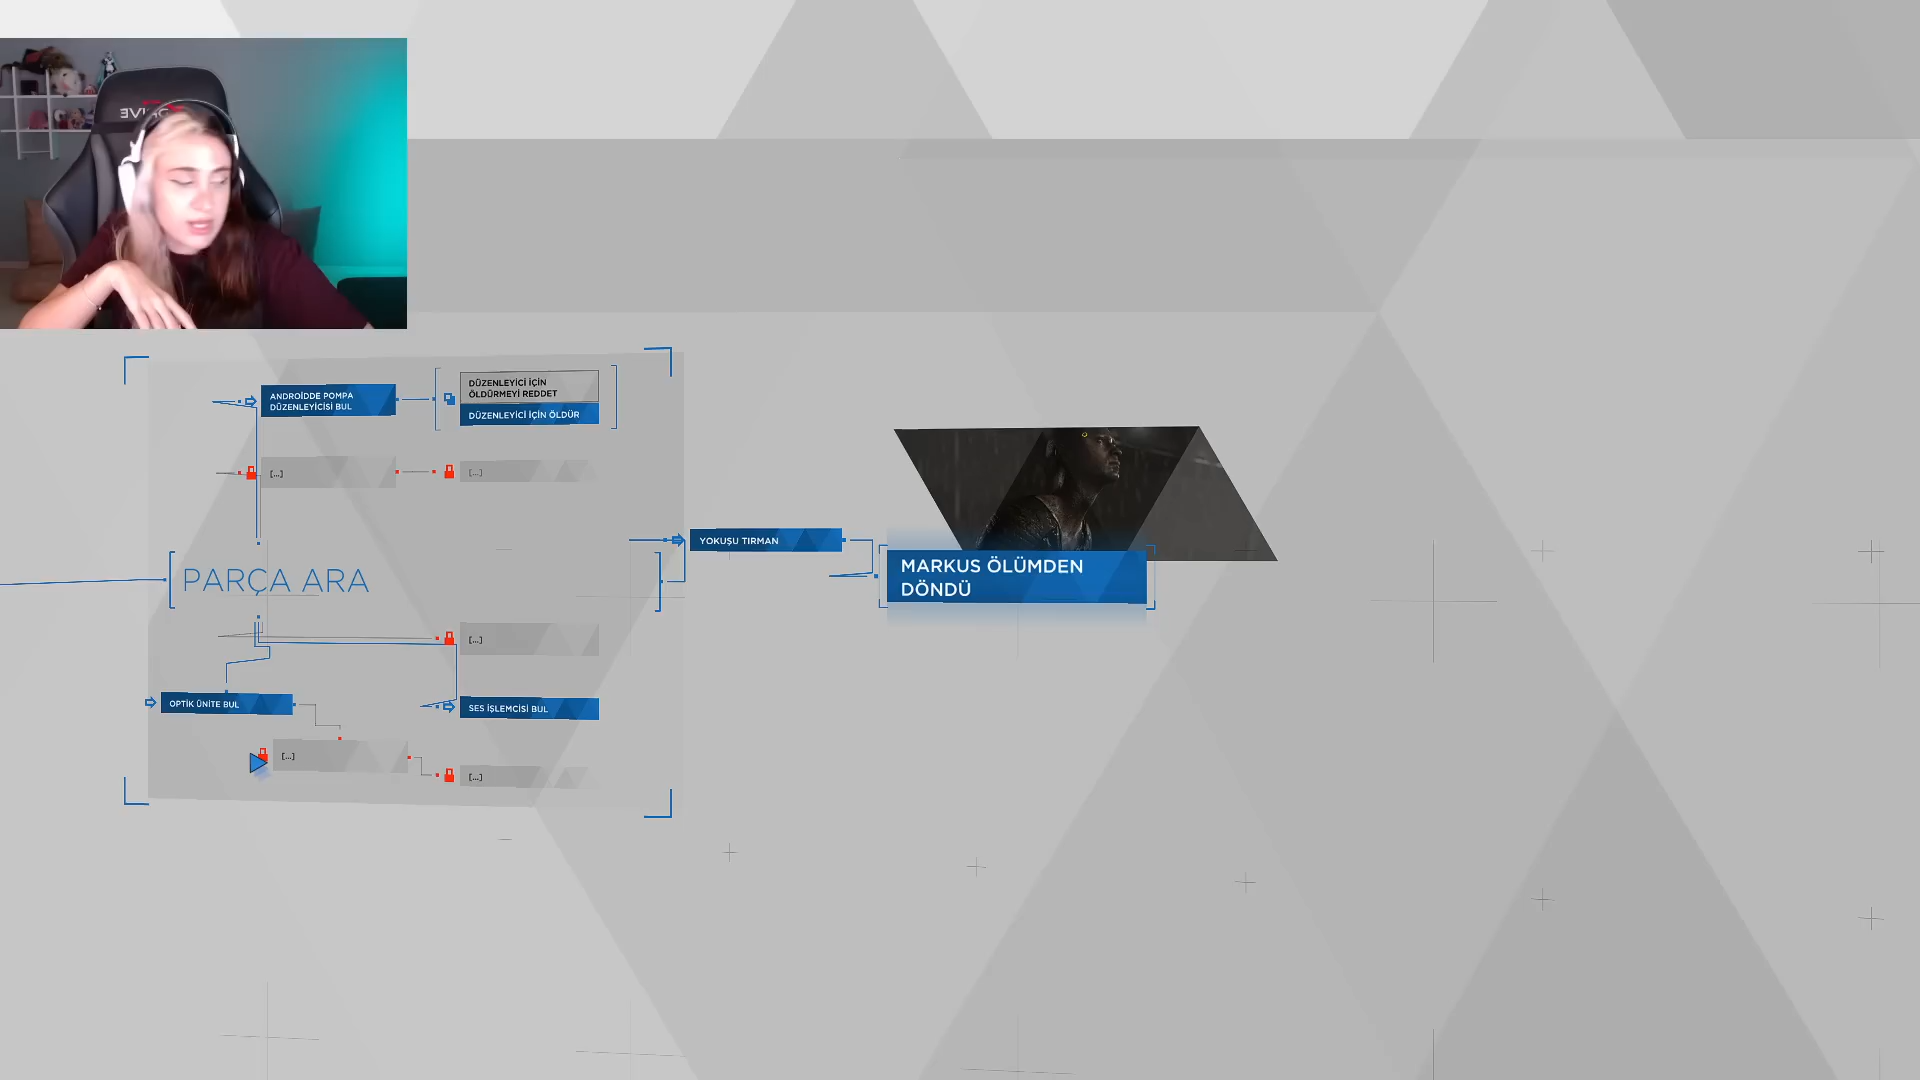 ANDROİDDE POMPA
DÜZENLEYİCİSİ BUL
DÜZENLEYİCİ İÇİN
ÖLDÜRMEYİ REDDET
DÜZENLEYİCİ İÇİN ÖLDÜR
[...]
[...]
YOKUŞU TIRMAN
MARKUS ÖLÜMDEN
DÖNDÜ
PARÇA ARA
[...]
OPTİK ÜNİTE BUL
SES İŞLEMCİSİ BUL
[...]
[...]